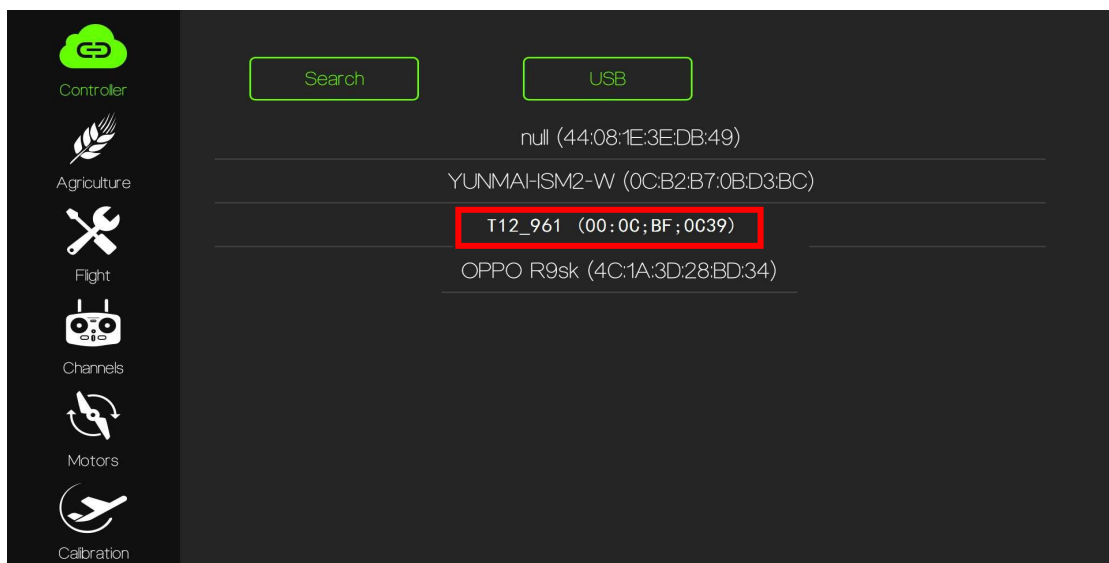 Controller
Search
USB
null (44:08:1E:3E:DB:49)
Agriculture
YUNMAI-ISM2-W (0C:B2:B7:0B:D3:BC)
T12_961 (00:0C;BF;0C39)
Flight
OPPO R9sk (4C:1A:3D:28:BD:34)
Channels
Motors
Calibration